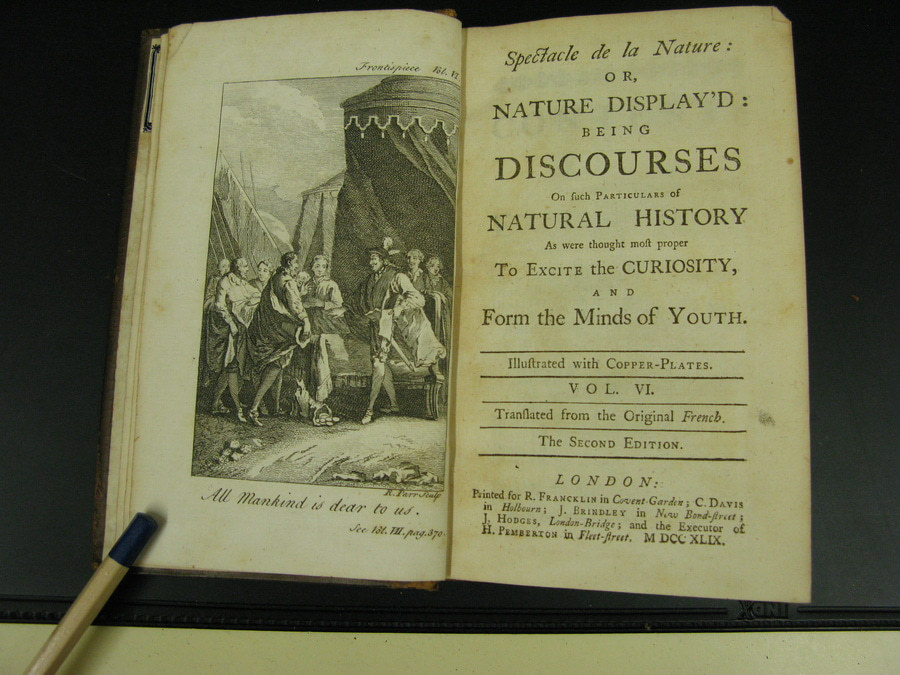 Frontispiece Vol. VI
R. Parr Sculp
All Mankind is dear to us.
See Vol. VII. pag. 370
Spectacle de la Nature:
OR,
NATURE DISPLAY'D:
BEING
DISCOURSES
On ſuch PARTICULARS of
NATURAL HISTORY
As were thought moſt proper
To EXCITE the CURIOSITY,
AND
Form the Minds of YOUTH.
Illuſtrated with COPPER-PLATES.
VOL. VI.
Tranſlated from the Original French.
The SECOND EDITION.
LONDON:
Printed for R. FRANCKLIN in Covent-Garden; C. DAVIS
in Holbourn; J. BRINDLEY in New Bond-ſtreet;
J. HODGES, London-Bridge; and the Executor of
H. PEMBERTON in Fleet-ſtreet. M DCC XLIX.